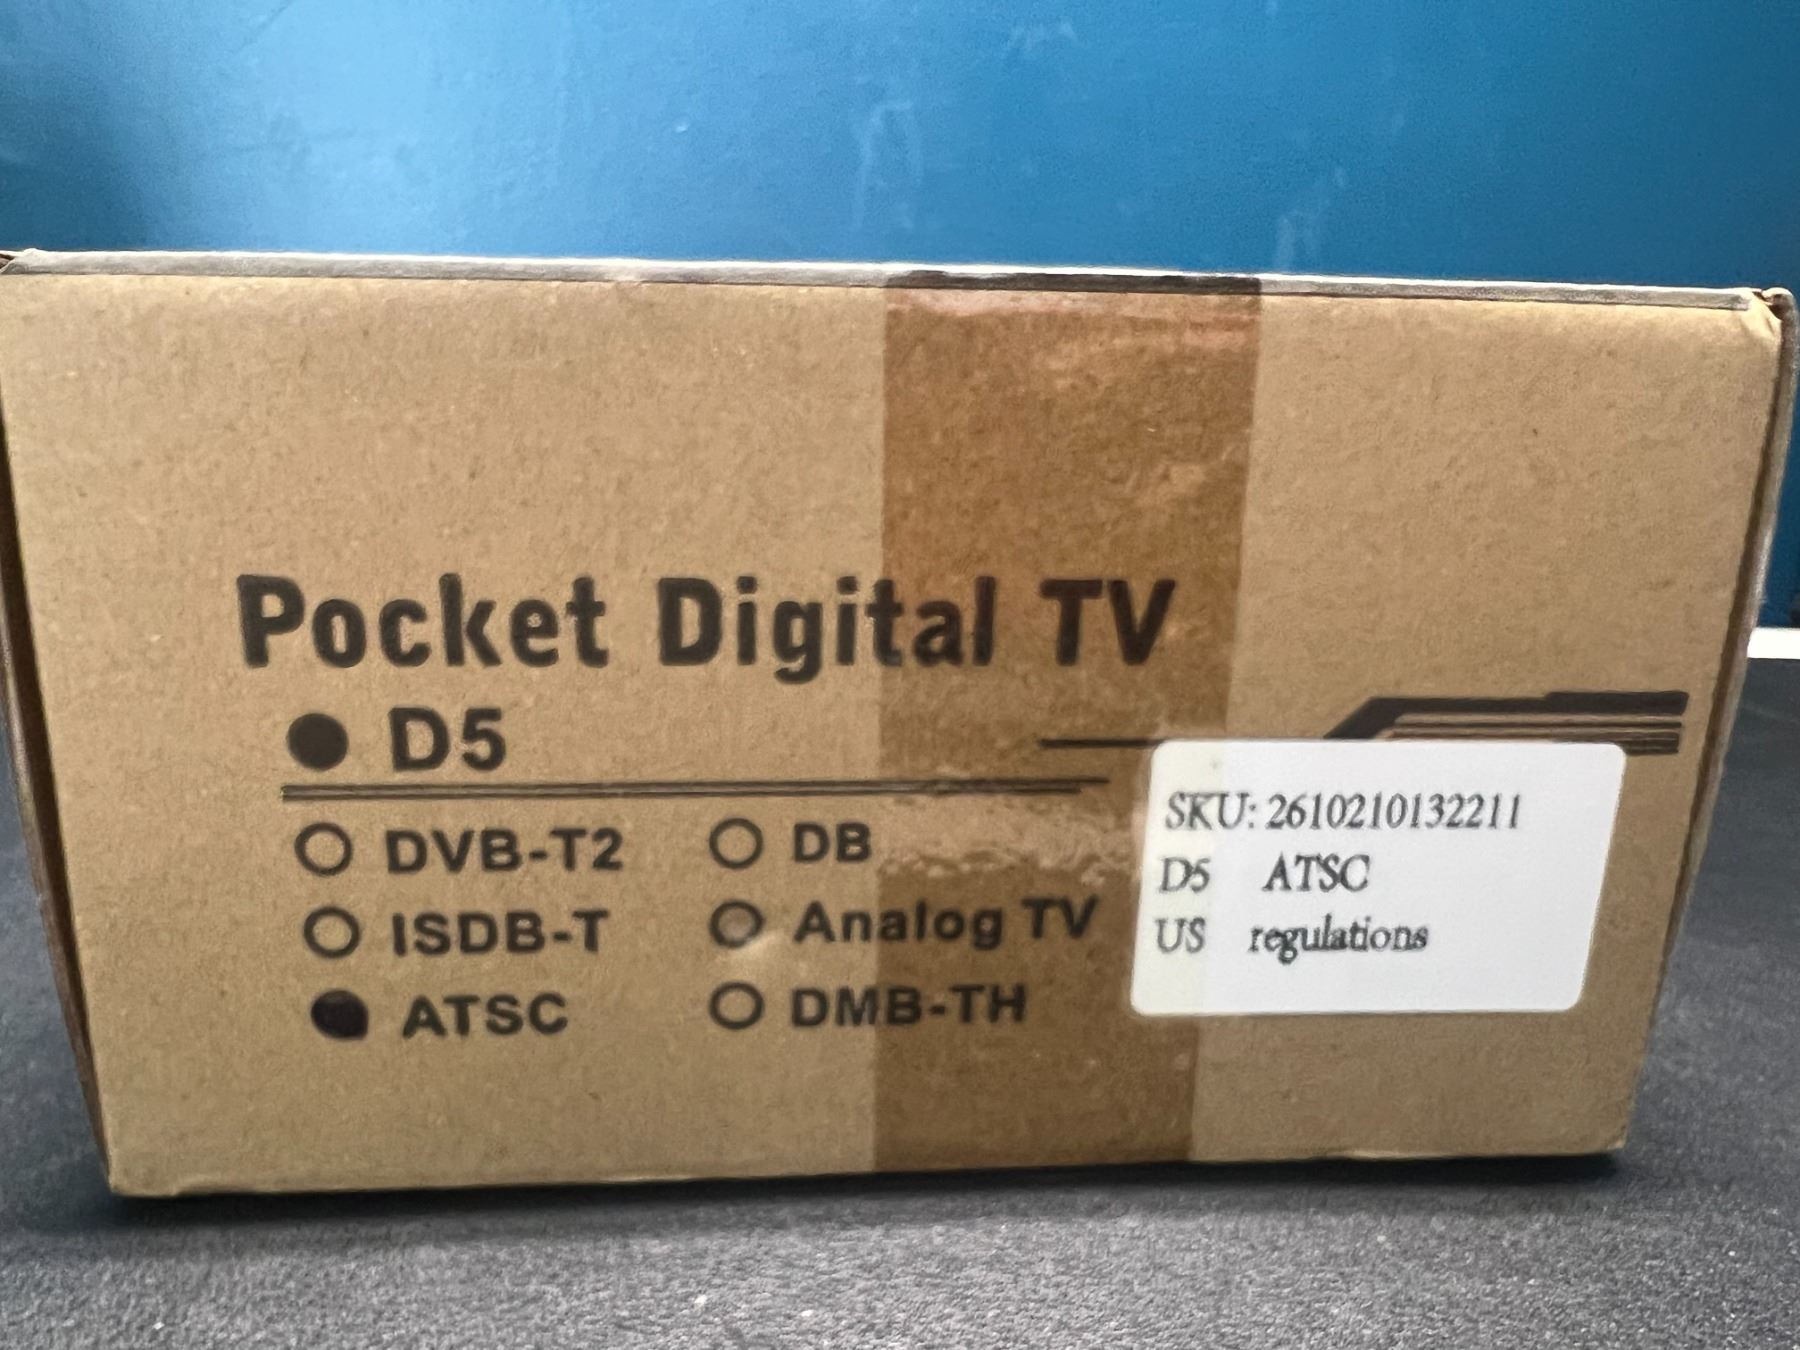 Pocket Digital TV
D5
DVB-T2
DB
ISDB-T
Analog TV
ATSC
DMB-TH
SKU: 2610210132211
D5 ATSC
US regulations